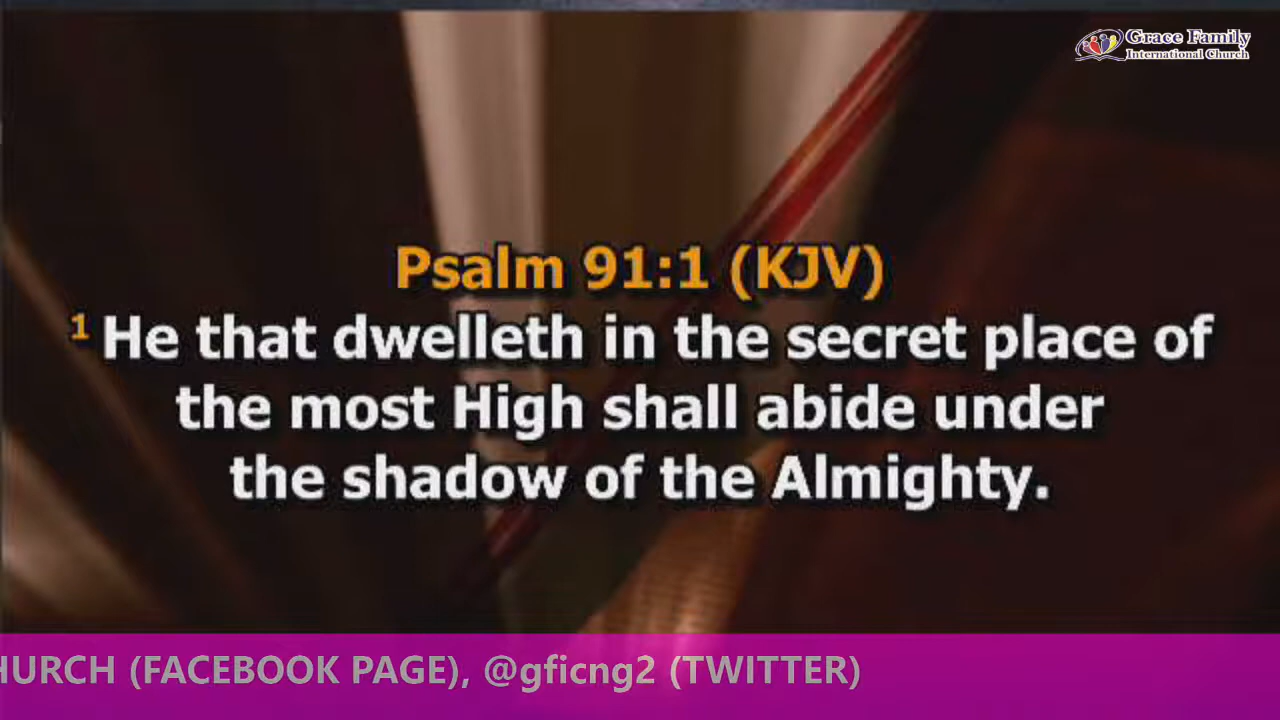 Grace Family
International Church
Psalm 91:1 (KJV)
1 He that dwelleth in the secret place of
the most High shall abide under
the shadow of the Almighty.
HURCH (FACEBOOK PAGE), @gficng2 (TWITTER)